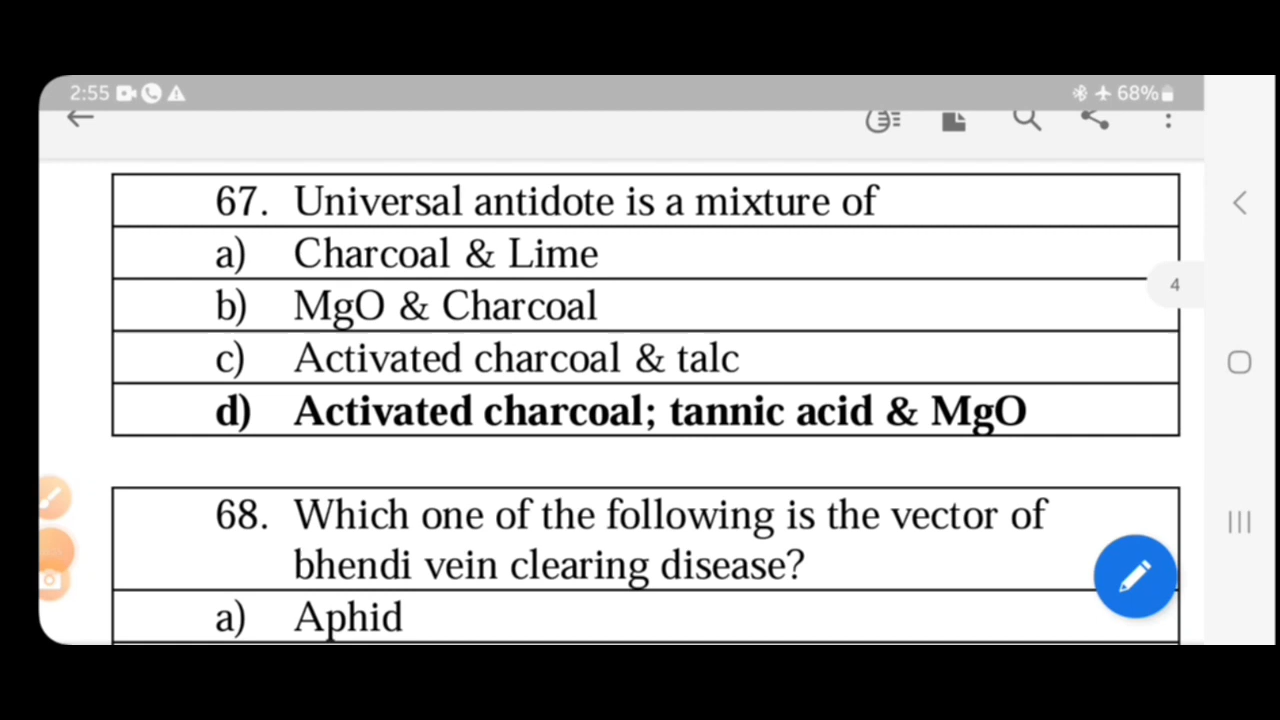 2:55 68%
67. Universal antidote is a mixture of
a) Charcoal & Lime
b) MgO & Charcoal
4
c) Activated charcoal & talc
d) Activated charcoal; tannic acid & MgO
68. Which one of the following is the vector of
bhendi vein clearing disease?
a) Aphid